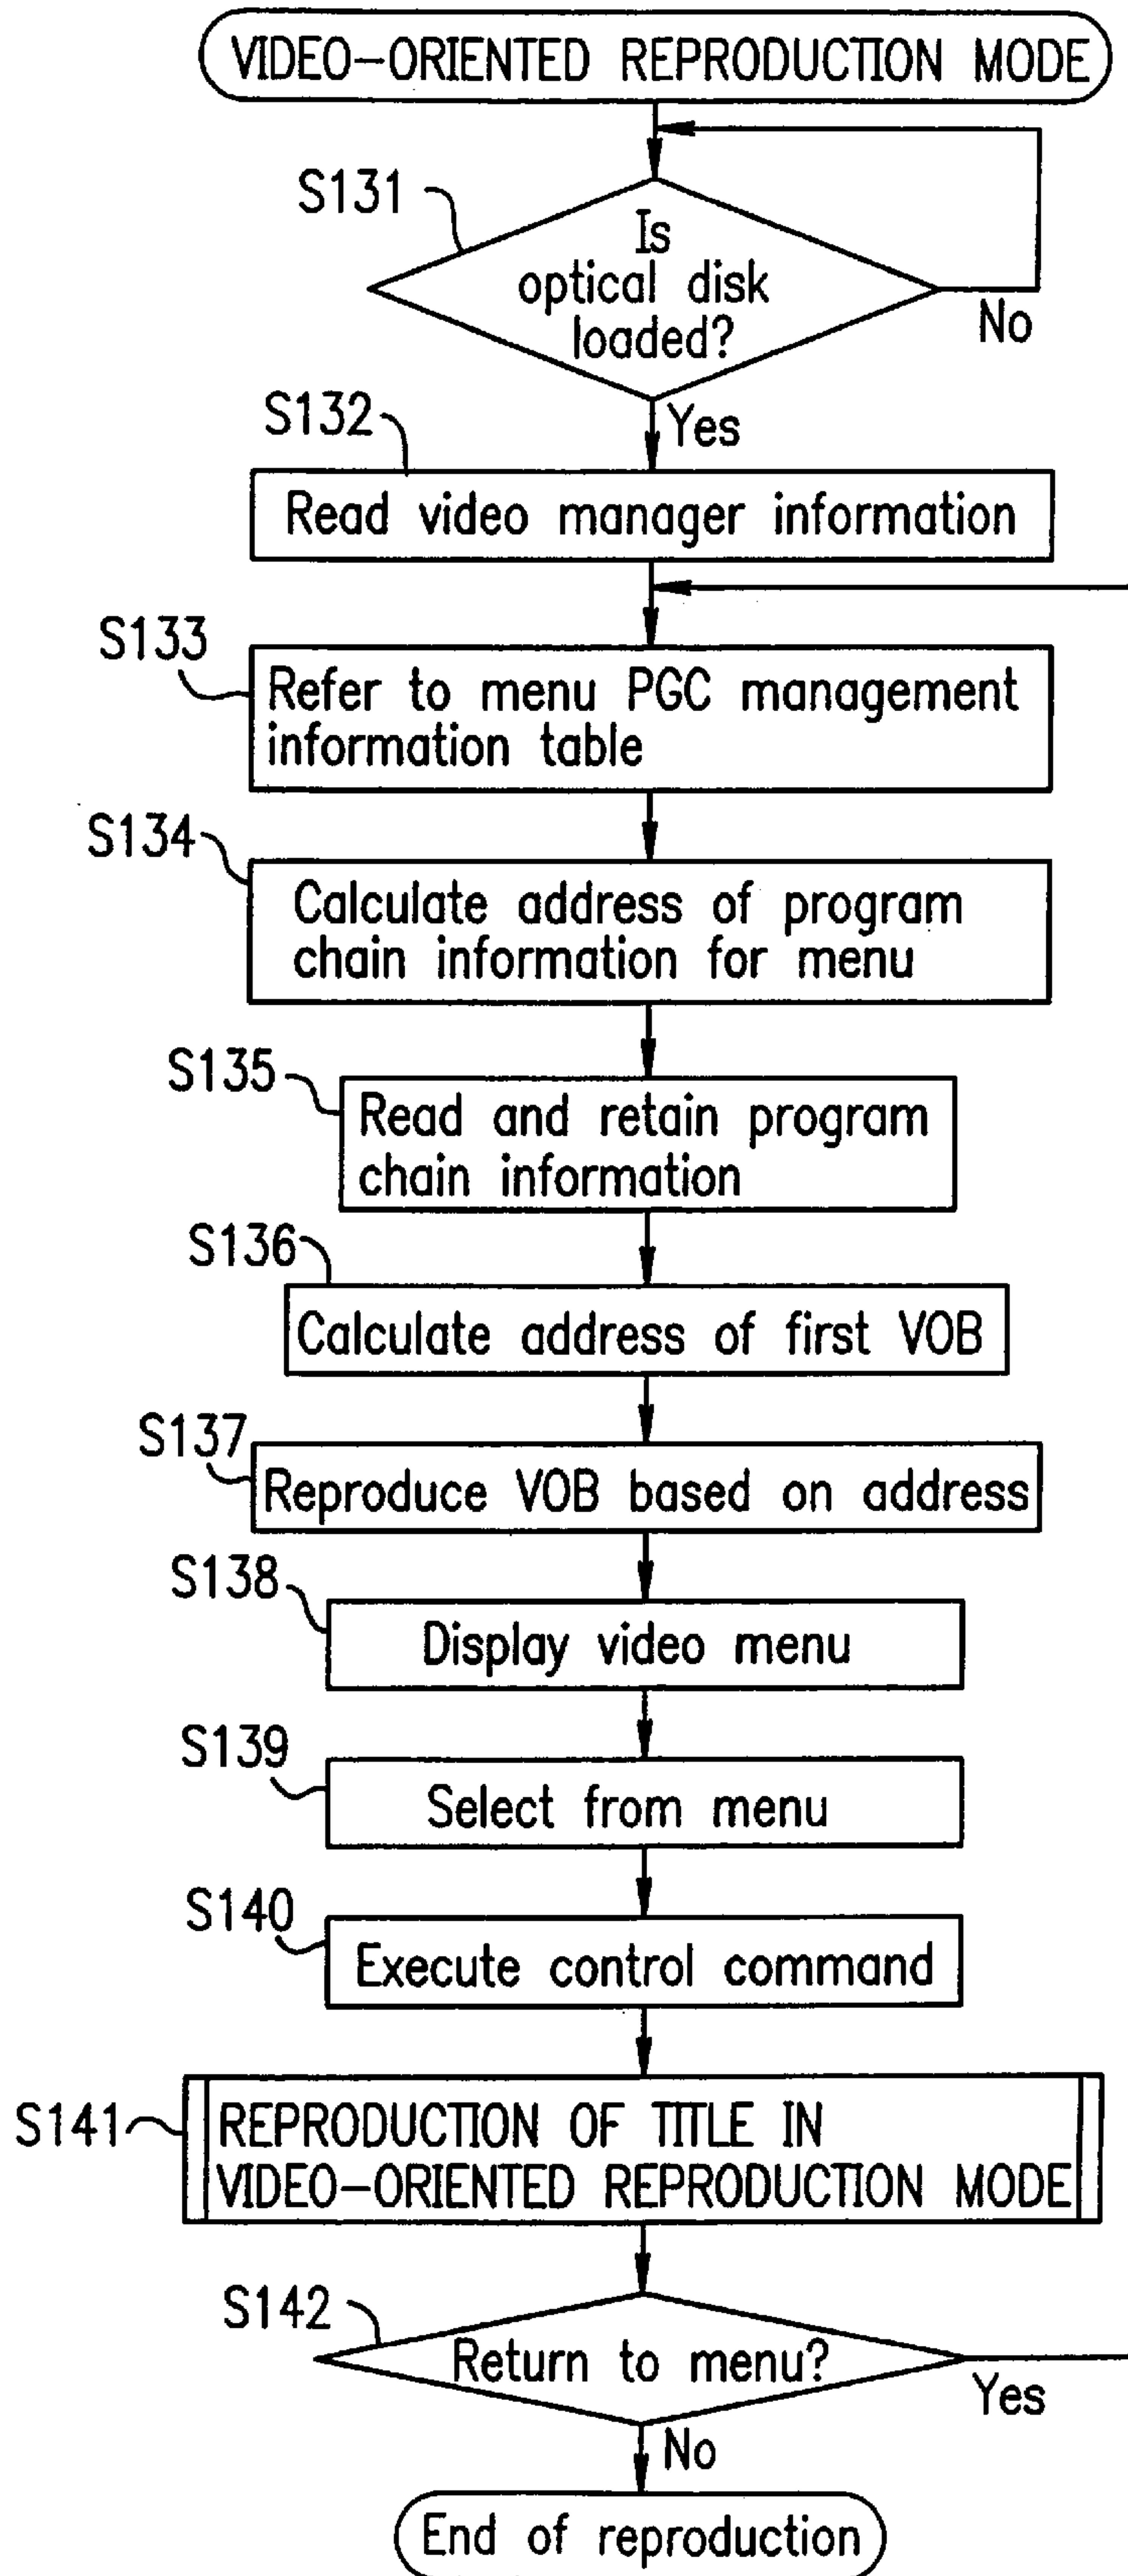 VIDEO-ORIENTED REPRODUCTION MODE
S131
Is
optical disk
loaded?
No
Yes
S132
Read video manager information
S133
Refer to menu PGC management
information table
S134
Calculate address of program
chain information for menu
S135
Read and retain program
chain information
S136
Calculate address of first VOB
S137
Reproduce VOB based on address
S138
Display video menu
S139
Select from menu
S140
Execute control command
S141
REPRODUCTION OF TITLE IN
VIDEO-ORIENTED REPRODUCTION MODE
S142
Return to menu?
Yes
No
End of reproduction